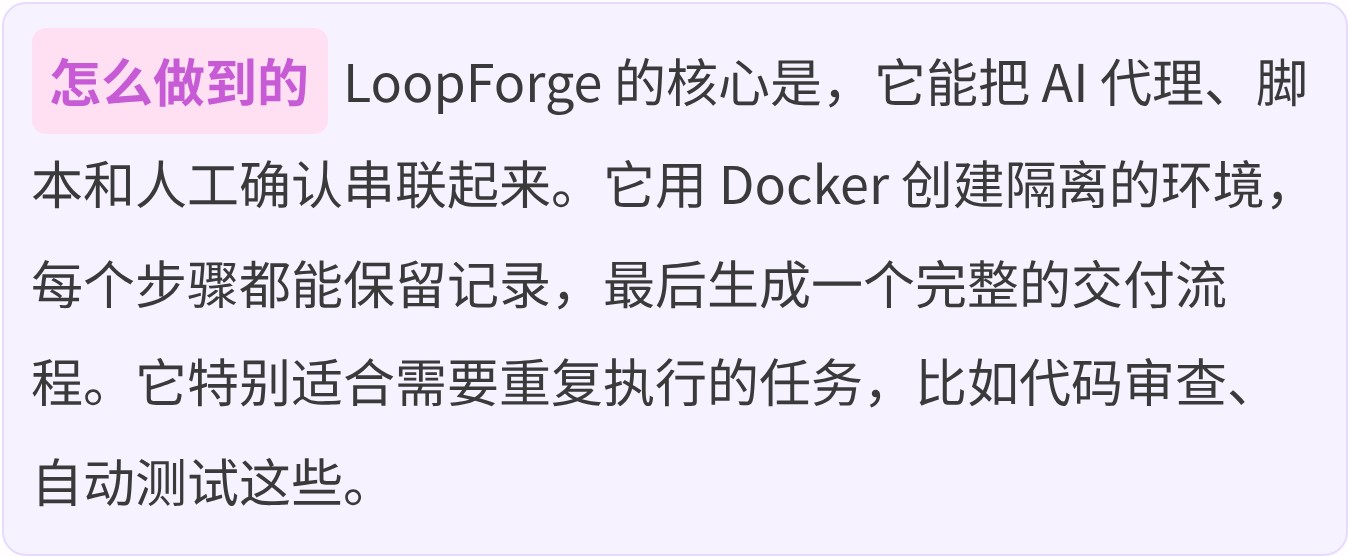 怎么做到的 LoopForge 的核心是，它能把 AI 代理、脚
本和人工确认串联起来。它用 Docker 创建隔离的环境，
每个步骤都能保留记录，最后生成一个完整的交付流
程。它特别适合需要重复执行的任务，比如代码审查、
自动测试这些。